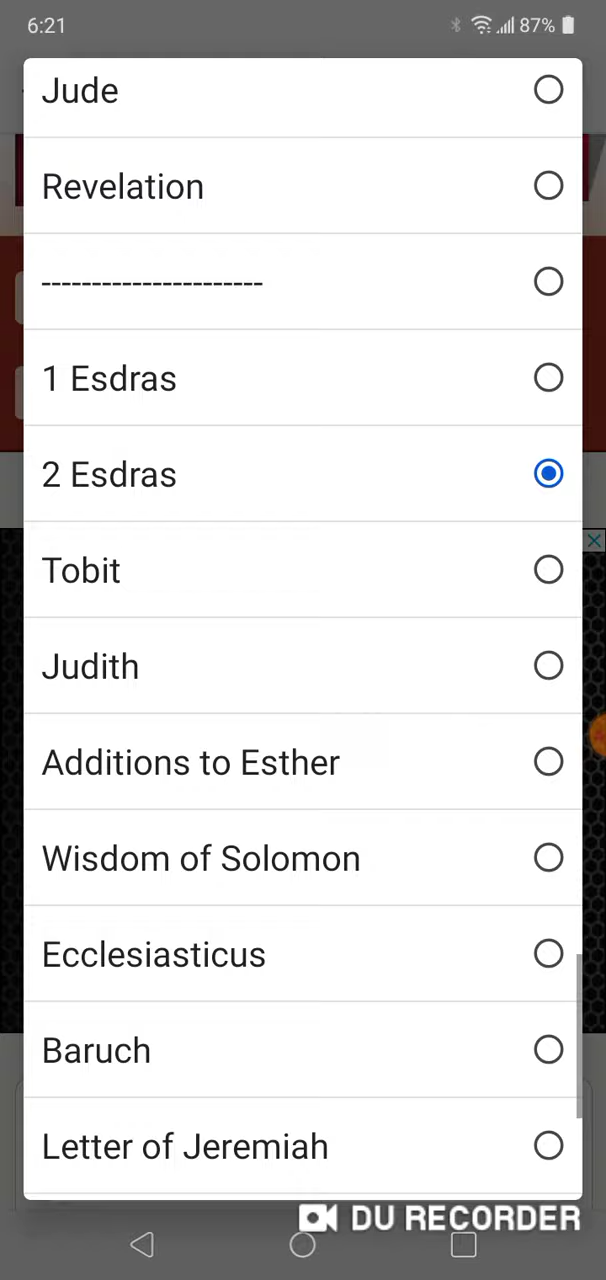 6:21
87%
Jude
Revelation
----------------------
1 Esdras
2 Esdras
Tobit
Judith
Additions to Esther
Wisdom of Solomon
Ecclesiasticus
Baruch
Letter of Jeremiah
DU RECORDER